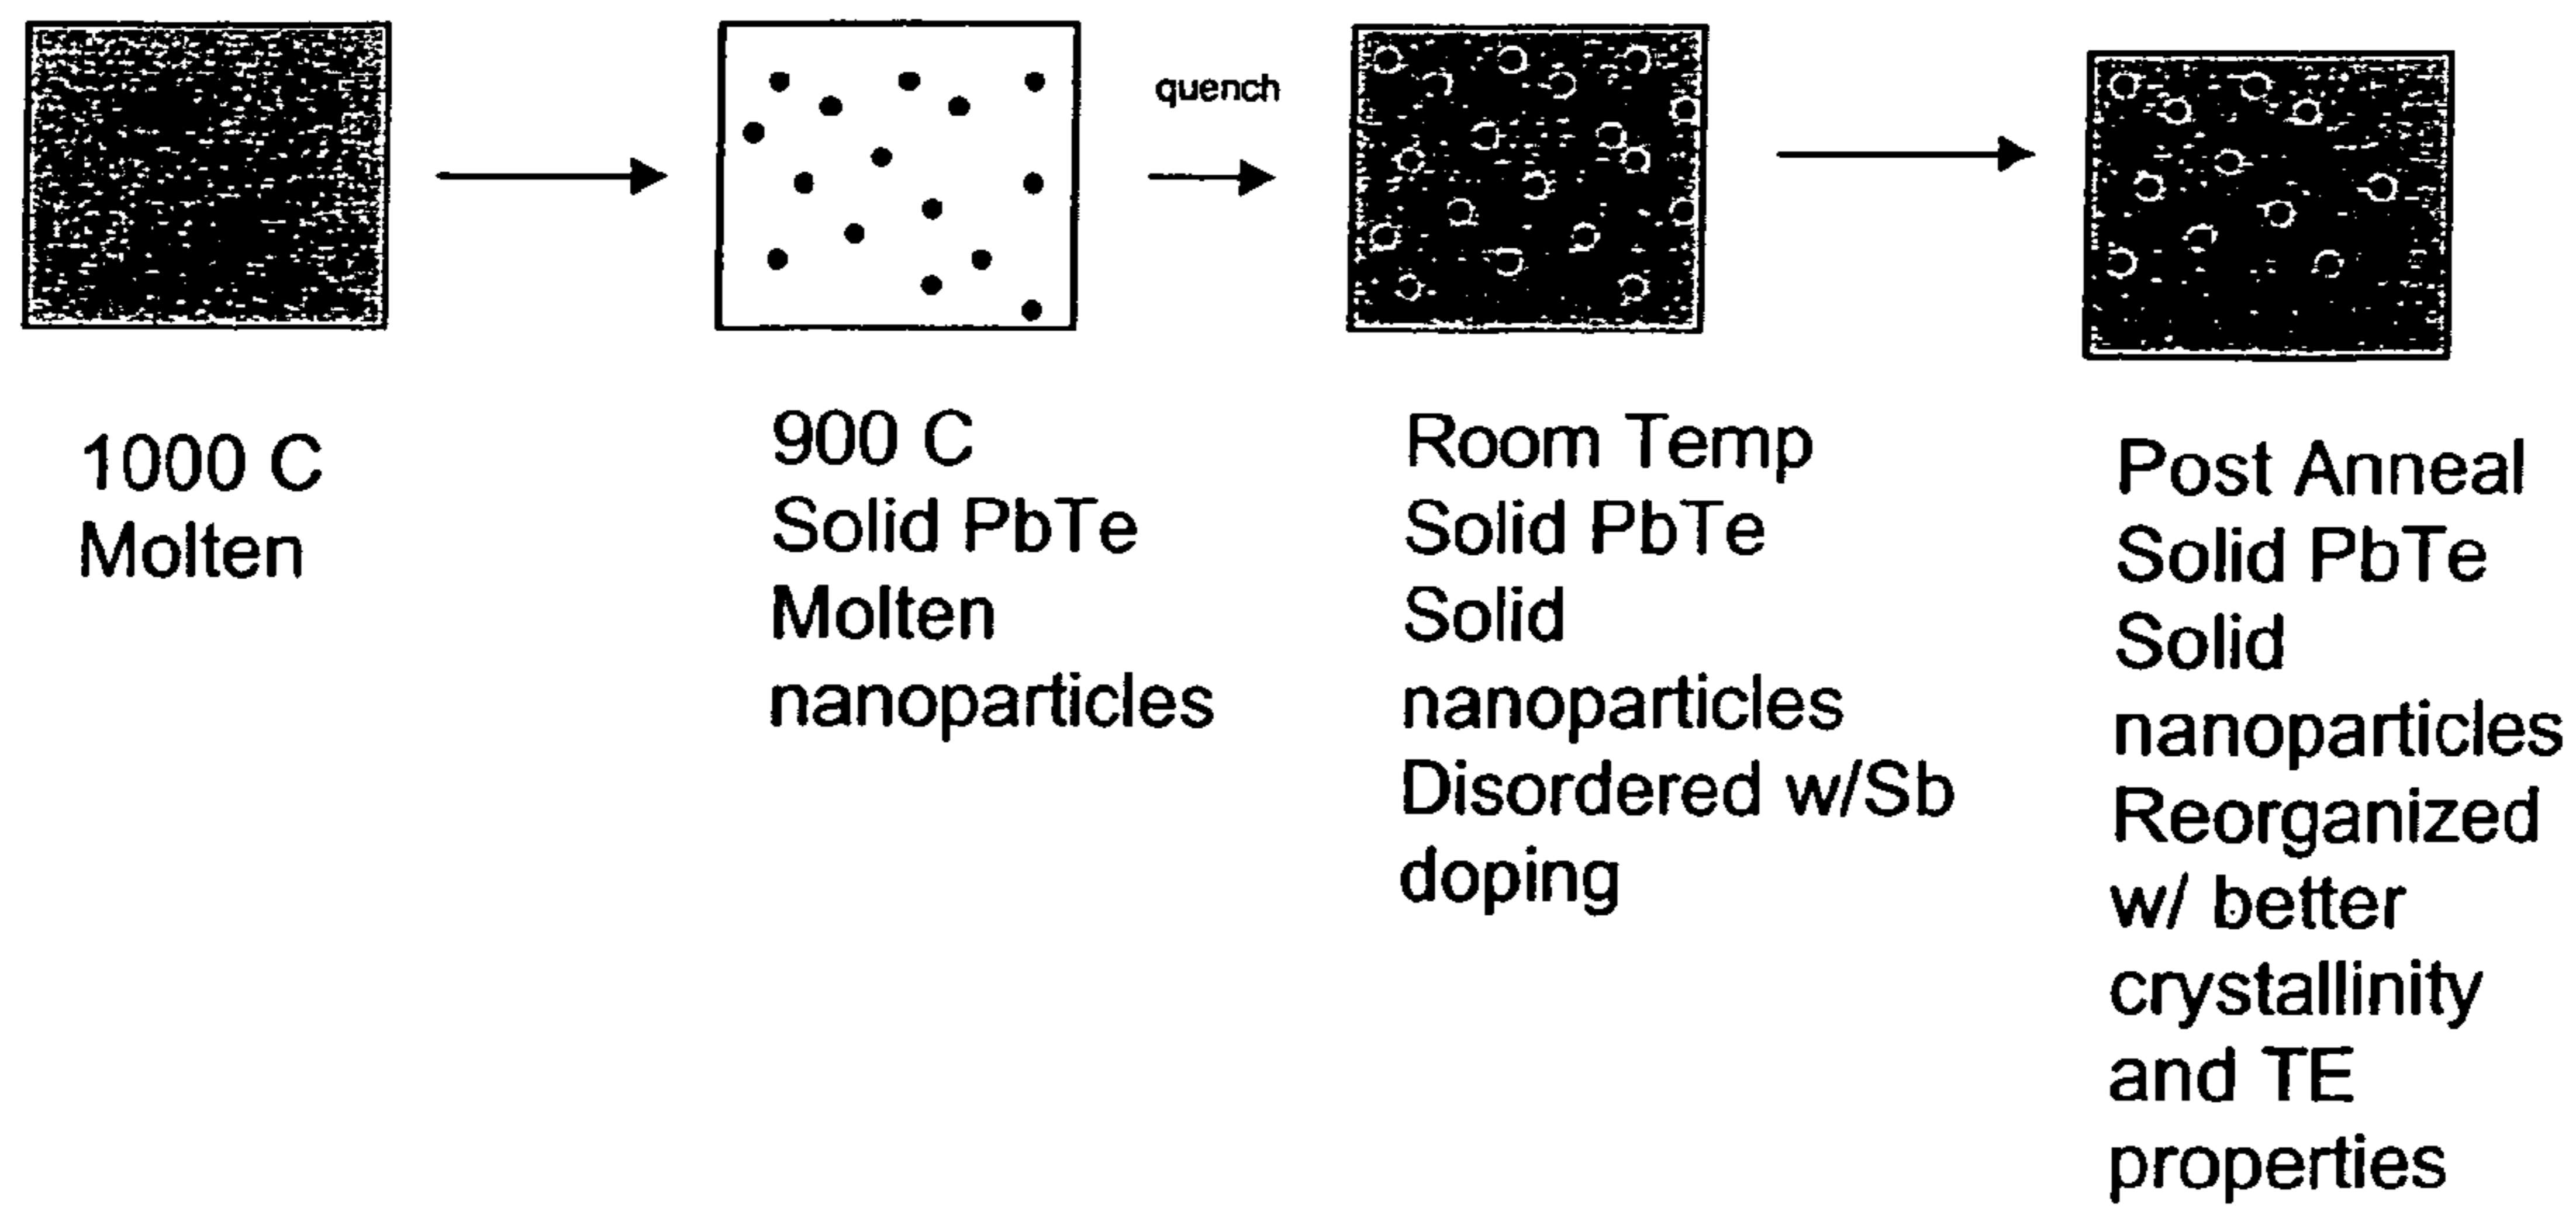 quench
1000 C
Molten
900 C
Solid PbTe
Molten
nanoparticles
Room Temp
Solid PbTe
Solid
nanoparticles
Disordered w/Sb
doping
Post Anneal
Solid PbTe
Solid
nanoparticles
Reorganized
w/ better
crystallinity
and TE
properties